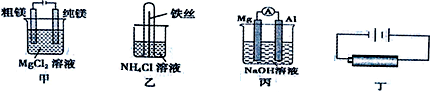 粗镁 纯镁
MgCl₂ 溶液
甲
铁丝
NH₄Cl 溶液
乙
Mg A Al
NaOH溶液
丙
丁